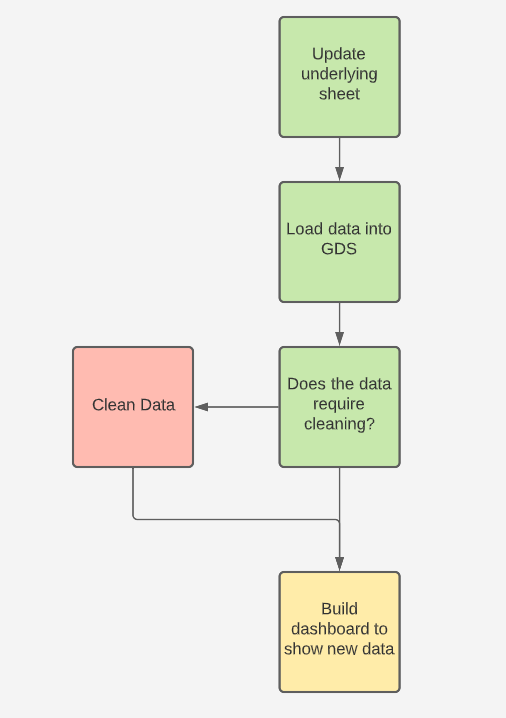 Update
underlying
sheet
Load data into
GDS
Does the data
require
cleaning?
Clean Data
Build
dashboard to
show new data